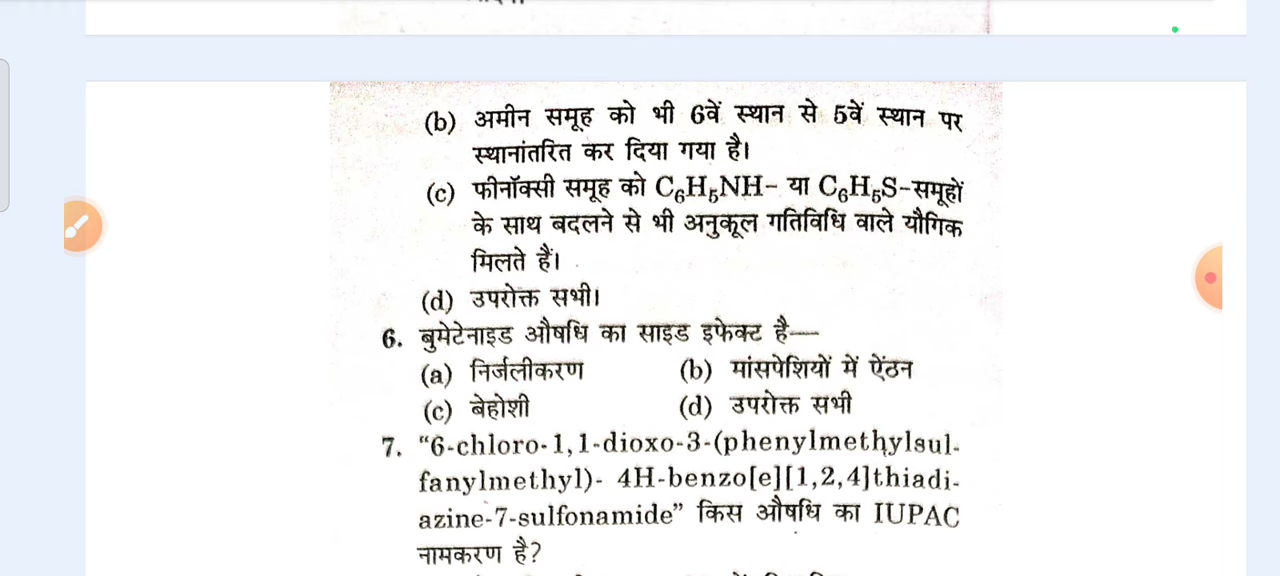 (b) अमीन समूह को भी 6वें स्थान से 5वें स्थान पर
स्थानांतरित कर दिया गया है।
(c) फीनॉक्सी समूह को C₆H₅NH- या C₆H₅S-समूहों
के साथ बदलने से भी अनुकूल गतिविधि वाले यौगिक
मिलते हैं।
(d) उपरोक्त सभी।
6. बुमेटेनाइड औषधि का साइड इफेक्ट है—
(a) निर्जलीकरण (b) मांसपेशियों में ऐंठन
(c) बेहोशी (d) उपरोक्त सभी
7. “6-chloro-1,1-dioxo-3-(phenylmethylsul-
fanylmethyl)- 4H-benzo[e][1,2,4]thiadi-
azine-7-sulfonamide” किस औषधि का IUPAC
नामकरण है?